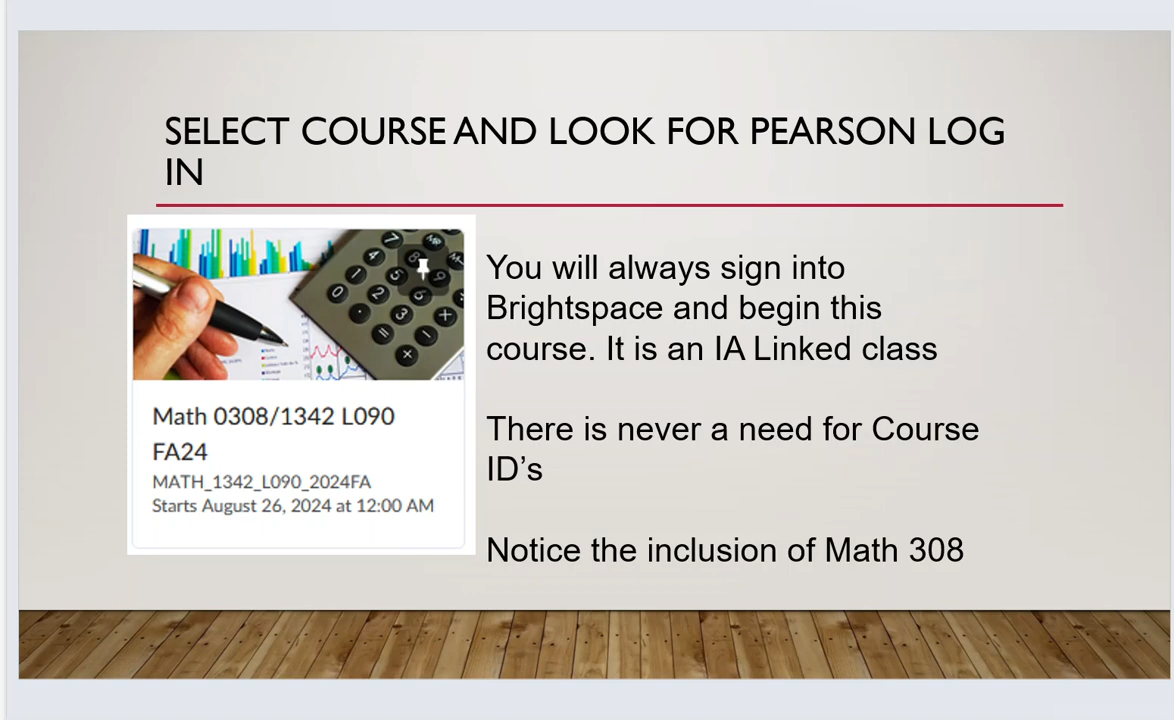 SELECT COURSE AND LOOK FOR PEARSON LOG
IN
Math 0308/1342 L090
FA24
MATH_1342_L090_2024FA
Starts August 26, 2024 at 12:00 AM
You will always sign into
Brightspace and begin this
course. It is an IA Linked class
There is never a need for Course
ID’s
Notice the inclusion of Math 308